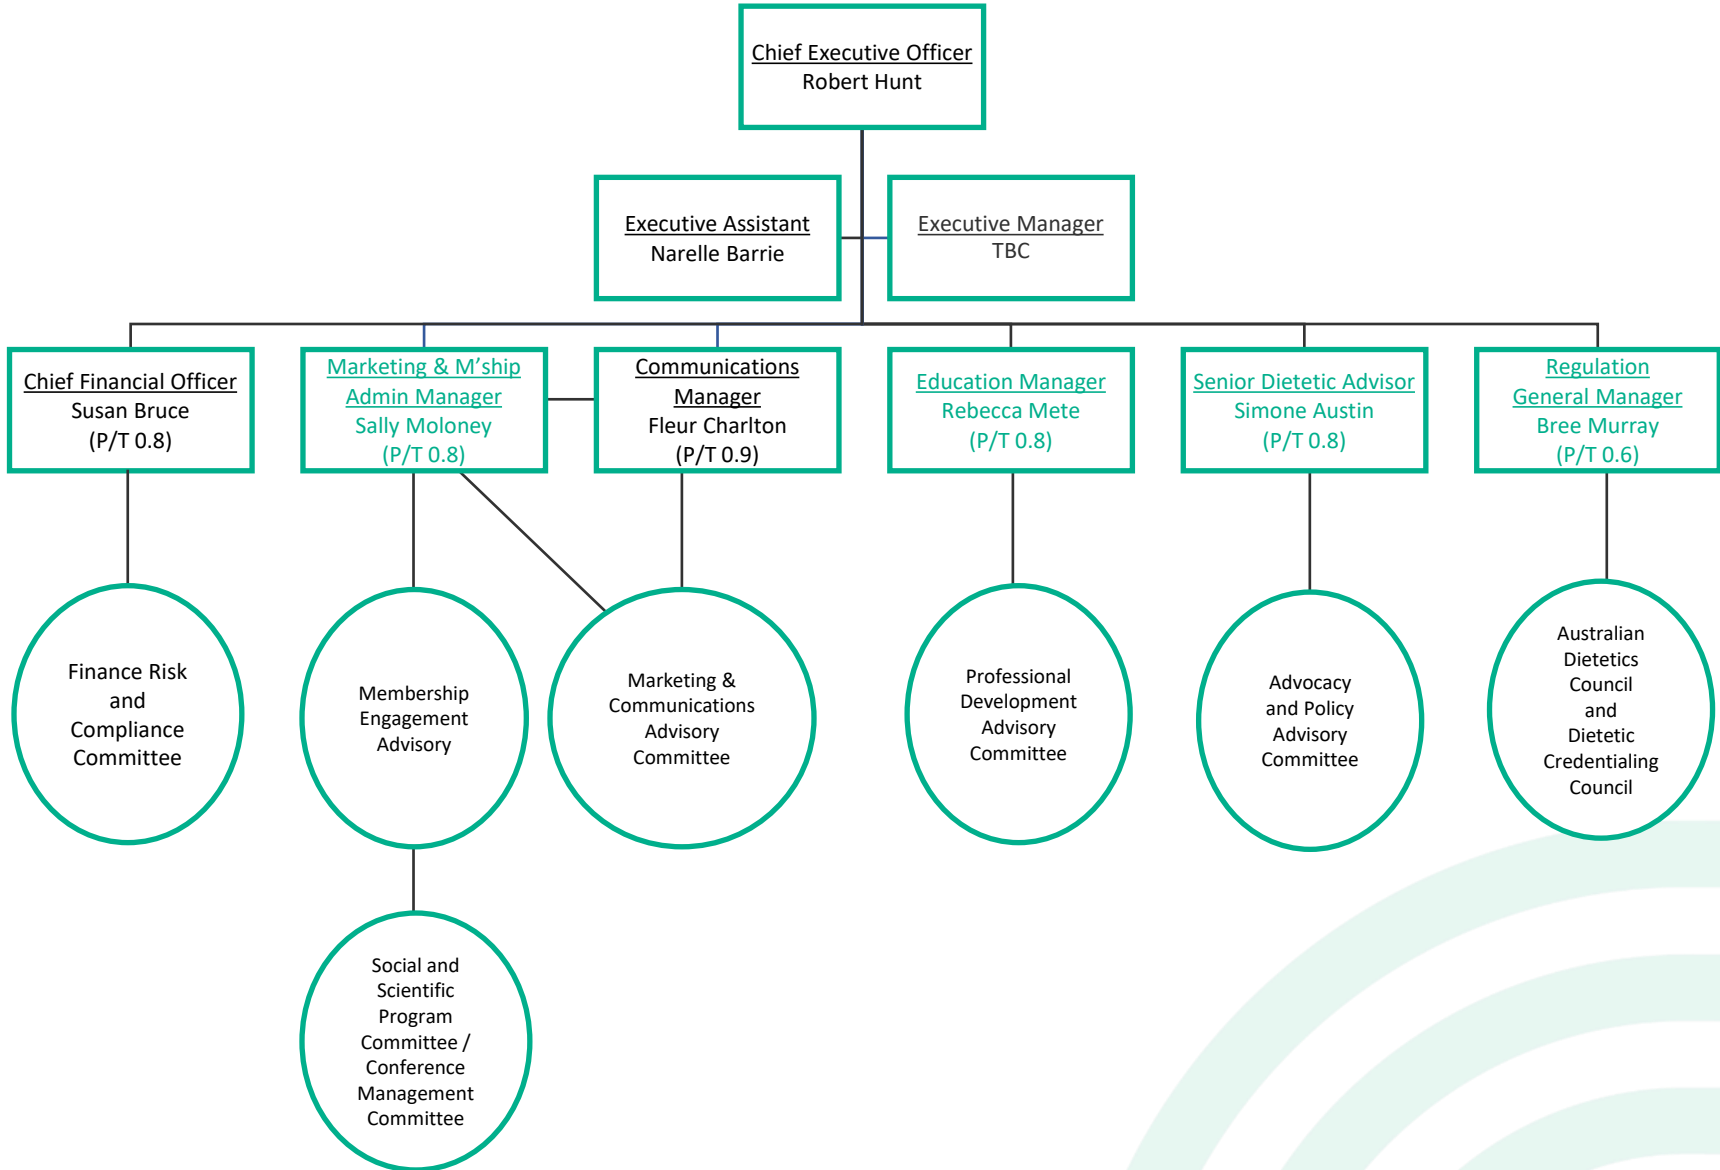 Chief Executive Officer
Robert Hunt
Executive Assistant
Narelle Barrie
Executive Manager
TBC
Chief Financial Officer
Susan Bruce
(P/T 0.8)
Marketing & M’ship
Admin Manager
Sally Moloney
(P/T 0.8)
Communications
Manager
Fleur Charlton
(P/T 0.9)
Education Manager
Rebecca Mete
(P/T 0.8)
Senior Dietetic Advisor
Simone Austin
(P/T 0.8)
Regulation
General Manager
Bree Murray
(P/T 0.6)
Finance Risk
and
Compliance
Committee
Membership
Engagement
Advisory
Marketing &
Communications
Advisory
Committee
Professional
Development
Advisory
Committee
Advocacy
and Policy
Advisory
Committee
Australian
Dietetics
Council
and
Dietetic
Credentialing
Council
Social and
Scientific
Program
Committee /
Conference
Management
Committee